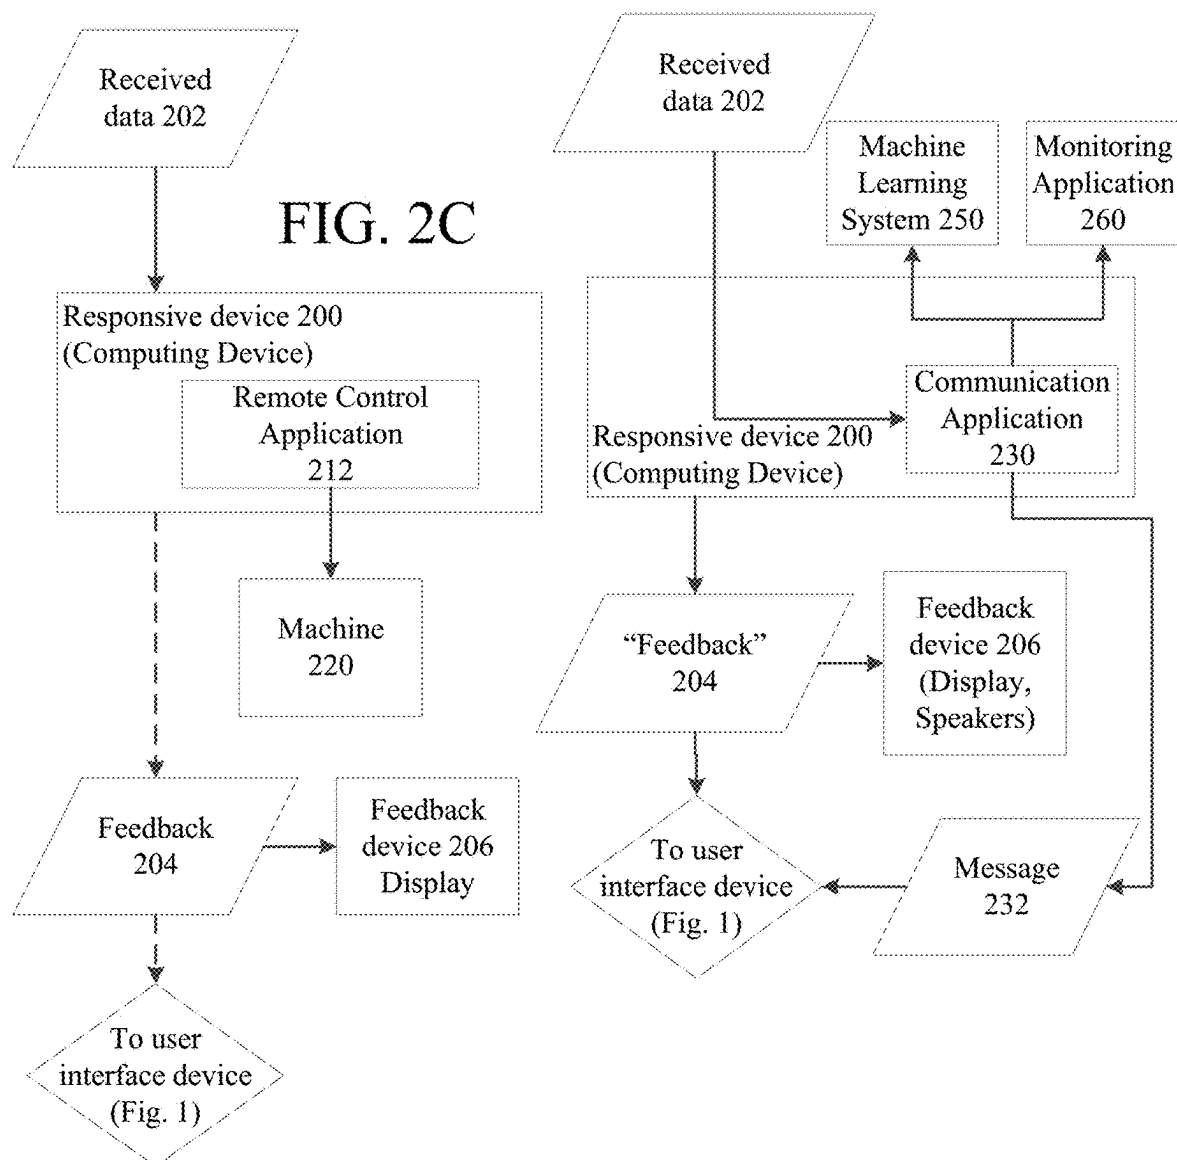 Received
data 202
FIG. 2C
Responsive device 200
(Computing Device)
Remote Control
Application
212
Machine
220
Feedback
204
Feedback
device 206
Display
To user
interface device
(Fig. 1)
Received
data 202
Machine
Learning
System 250
Monitoring
Application
260
Communication
Application
230
Responsive device 200
(Computing Device)
“Feedback”
204
Feedback
device 206
(Display,
Speakers)
To user
interface device
(Fig. 1)
Message
232